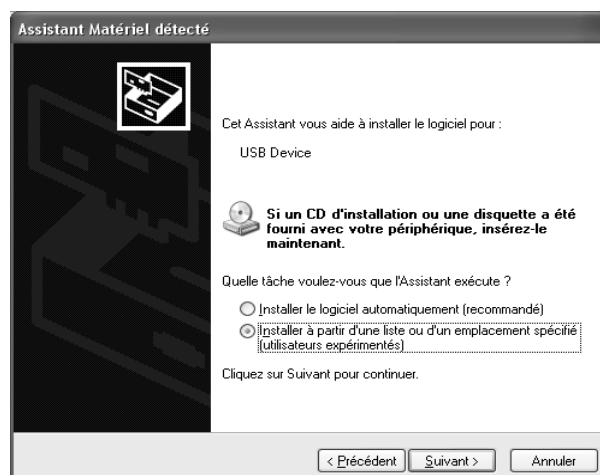 Assistant Matériel détecté
Cet Assistant vous aide à installer le logiciel pour :
USB Device
Si un CD d'installation ou une disquette a été
fourni avec votre périphérique, insérez-le
maintenant.
Quelle tâche voulez-vous que l'Assistant exécute ?
Installer le logiciel automatiquement (recommandé)
Installer à partir d'une liste ou d'un emplacement spécifié
(utilisateurs expérimentés)
Cliquez sur Suivant pour continuer.
< Précédent Suivant > Annuler